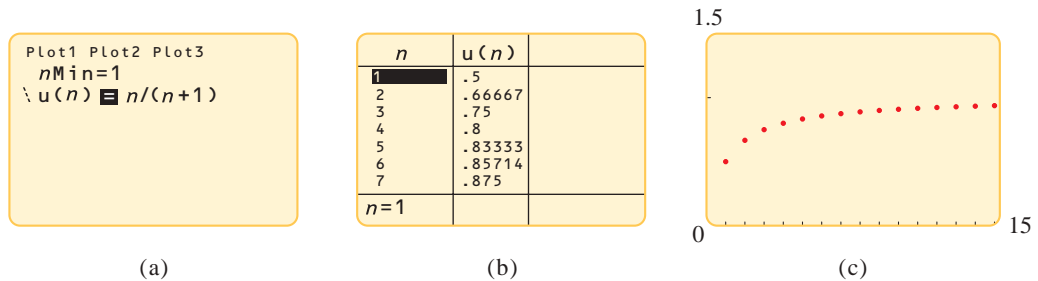 Plot1 Plot2 Plot3
nMin=1
u(n)=n/(n+1)
(a)
n u(n)
1 .5
2 .66667
3 .75
4 .8
5 .83333
6 .85714
7 .875
n=1
(b)
1.5
0
15
(c)